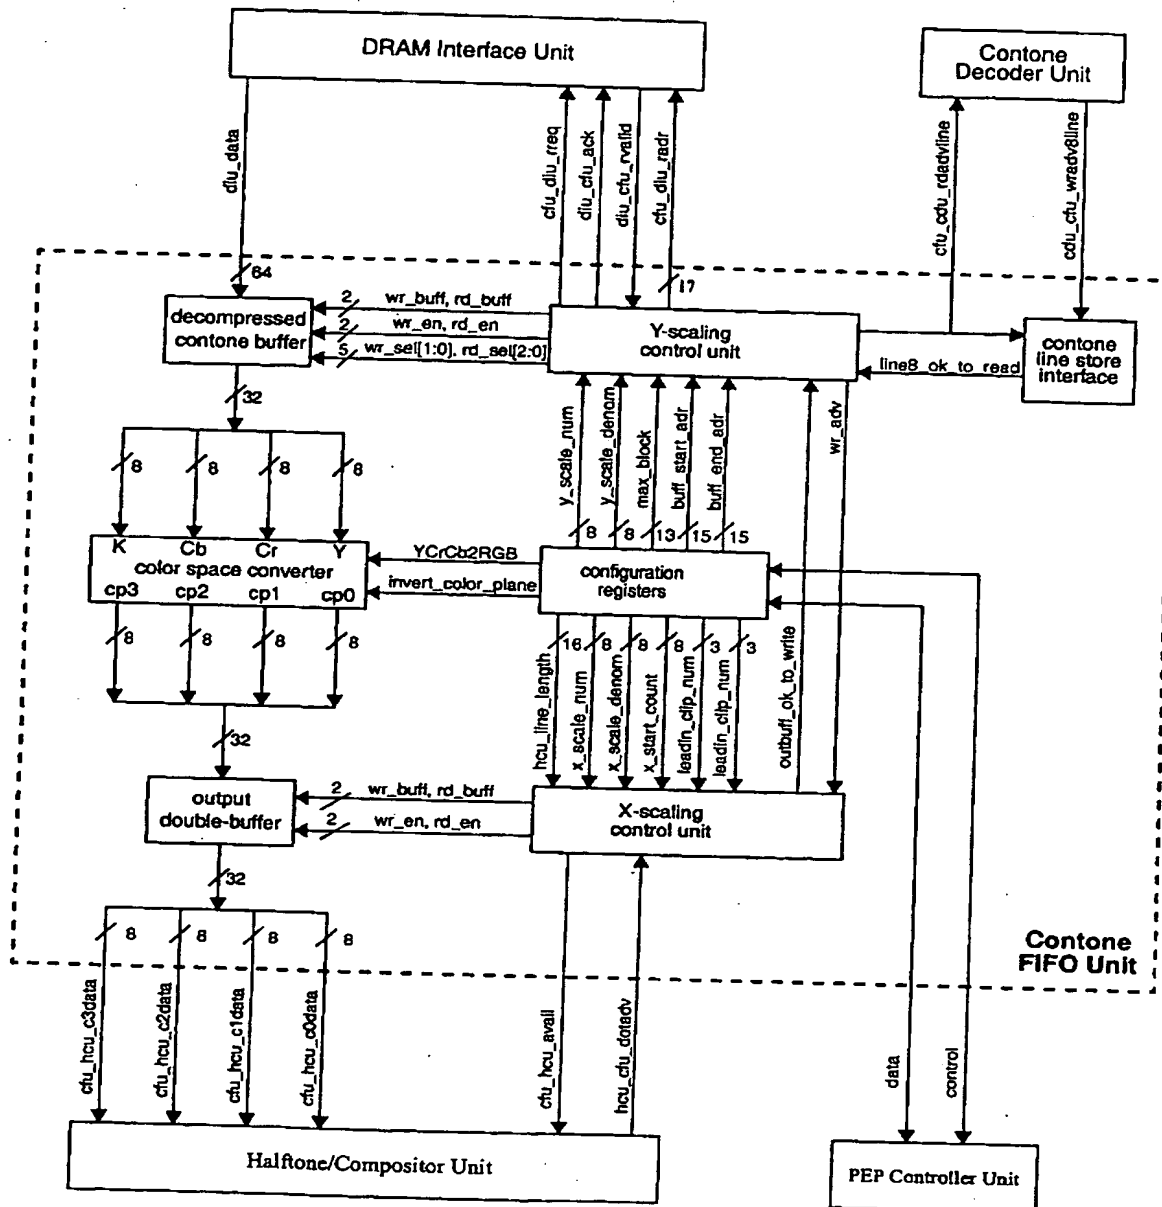 DRAM Interface Unit
Contone
Decoder Unit
diu_data
cfu_diu_rreq
diu_cfu_ack
diu_cfu_rvalid
cfu_diu_radr
cfu_cdu_rdadvline
cdu_cfu_wradv8line
64
17
decompressed
contone buffer
2
wr_buff, rd_buff
2
wr_en, rd_en
5
wr_sel[1:0], rd_sel[2:0]
Y-scaling
control unit
line8_ok_to_read
contone
line store
interface
32
8
8
8
8
y_scale_num
y_scale_denom
max_block
buff_start_adr
buff_end_adr
wr_adv
8
8
13
15
15
K
Cb
Cr
Y
color space converter
cp3
cp2
cp1
cp0
YCrCb2RGB
invert_color_plane
configuration
registers
8
8
8
8
16
8
8
8
3
3
hcu_line_length
x_scale_num
x_scale_denom
x_start_count
leadin_clip_num
leadin_clip_num
outbuff_ok_to_write
32
output
double-buffer
2
wr_buff, rd_buff
2
wr_en, rd_en
X-scaling
control unit
32
8
8
8
8
Contone
FIFO Unit
cfu_hcu_c3data
cfu_hcu_c2data
cfu_hcu_c1data
cfu_hcu_c0data
cfu_hcu_avail
hcu_cfu_dotadv
data
control
Halftone/Compositor Unit
PEP Controller Unit